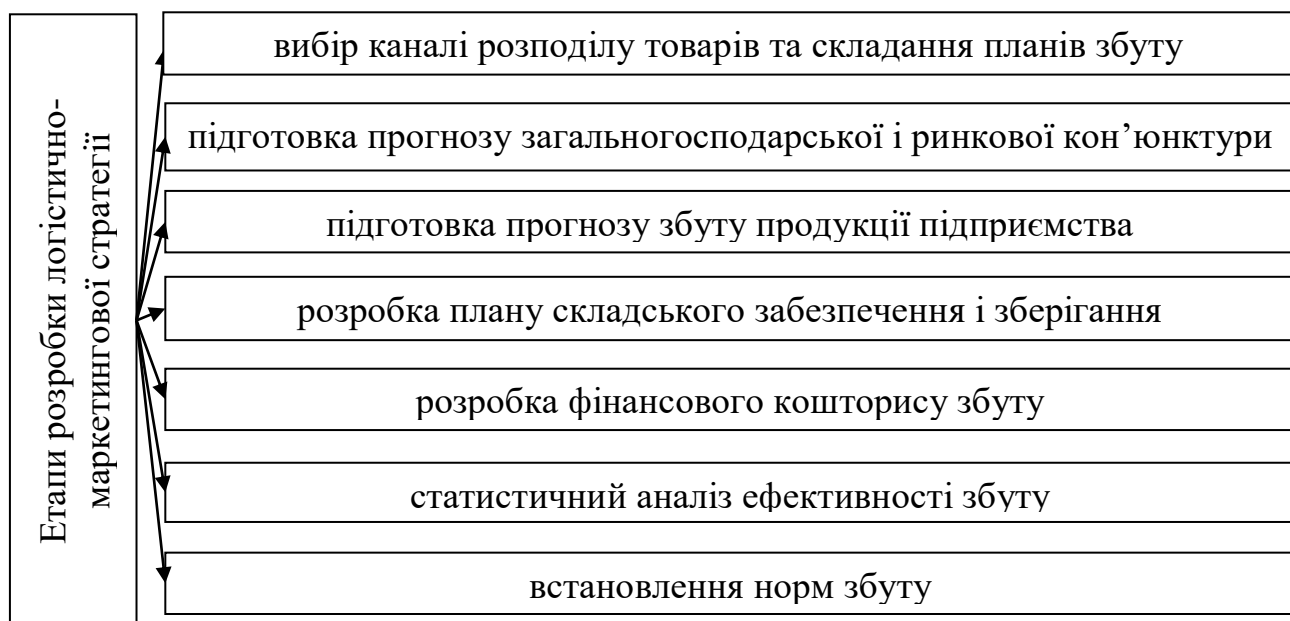 Етапи розробки логістично-
маркетингової стратегії
вибір каналі розподілу товарів та складання планів збуту
підготовка прогнозу загальногосподарської і ринкової кон’юнктури
підготовка прогнозу збуту продукції підприємства
розробка плану складського забезпечення і зберігання
розробка фінансового кошторису збуту
статистичний аналіз ефективності збуту
встановлення норм збуту